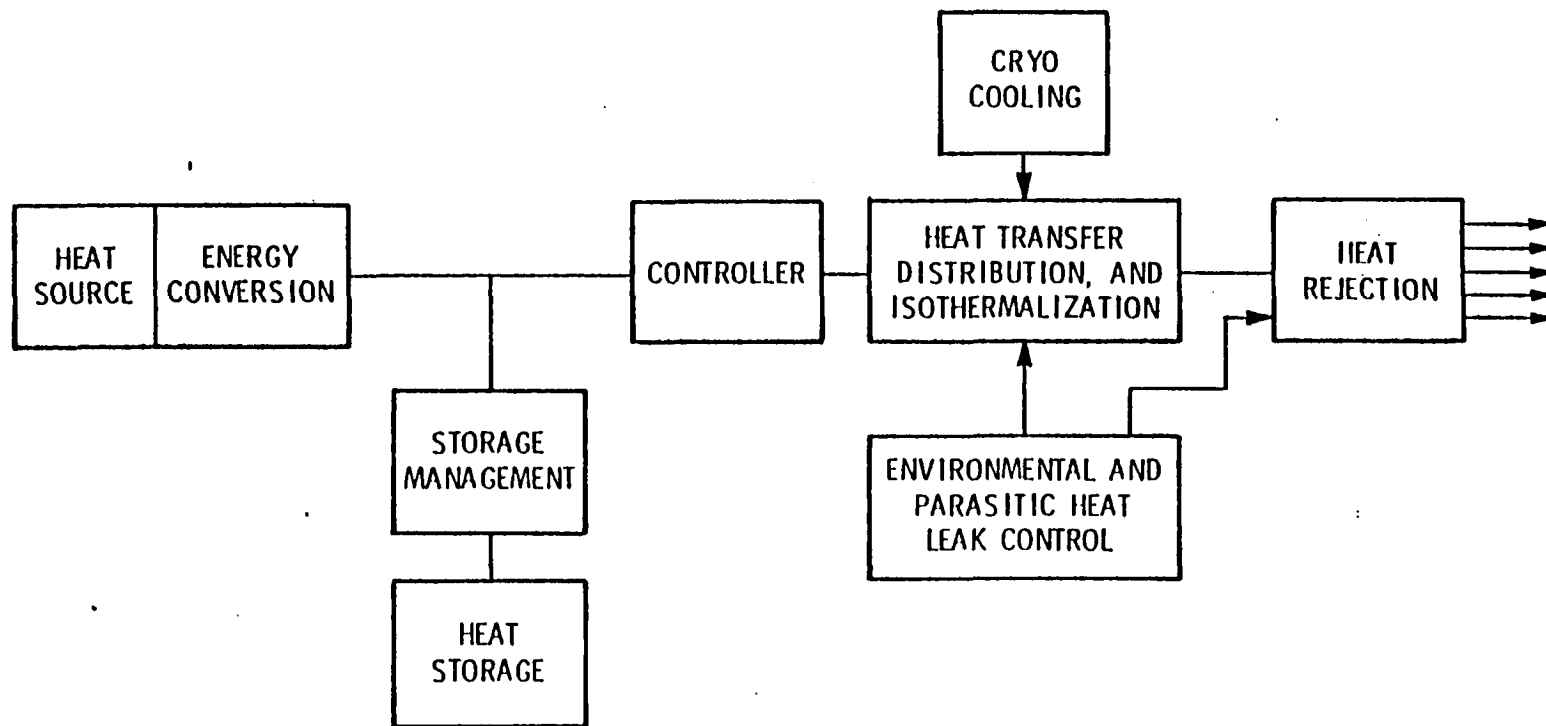 CRYO
COOLING
HEAT
SOURCE
ENERGY
CONVERSION
CONTROLLER
HEAT TRANSFER
DISTRIBUTION, AND
ISOTHERMALIZATION
HEAT
REJECTION
STORAGE
MANAGEMENT
ENVIRONMENTAL AND
PARASITIC HEAT
LEAK CONTROL
HEAT
STORAGE